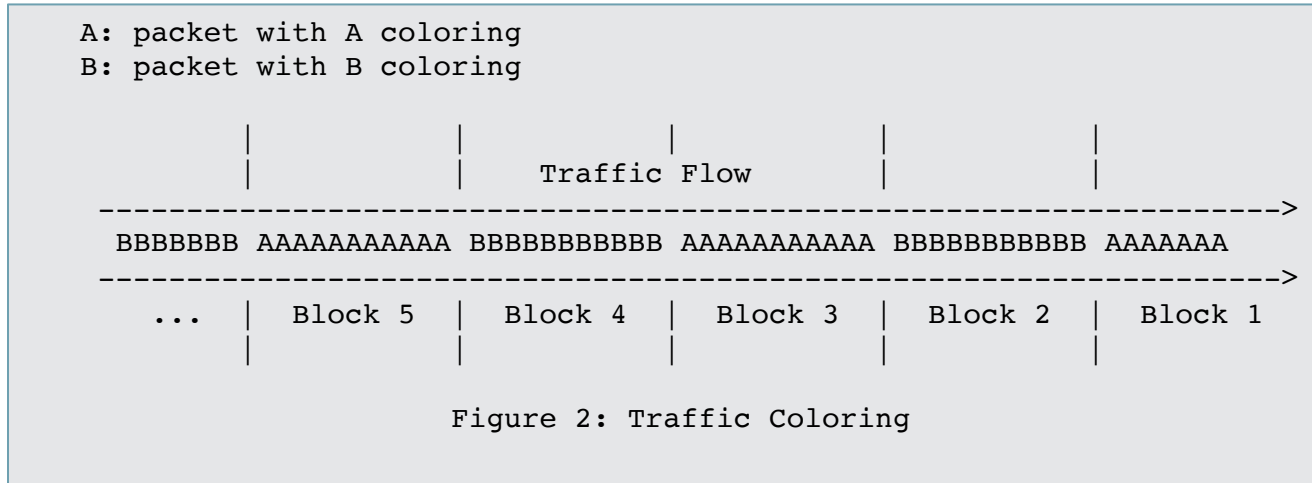 A: packet with A coloring
B: packet with B coloring
| | | | |
| | Traffic Flow | |
------------------------------------------------------------------->
BBBBBBB AAAAAAAAAAA BBBBBBBBBBB AAAAAAAAAAA BBBBBBBBBBB AAAAAAA
------------------------------------------------------------------->
... | Block 5 | Block 4 | Block 3 | Block 2 | Block 1
| | | | |
Figure 2: Traffic Coloring